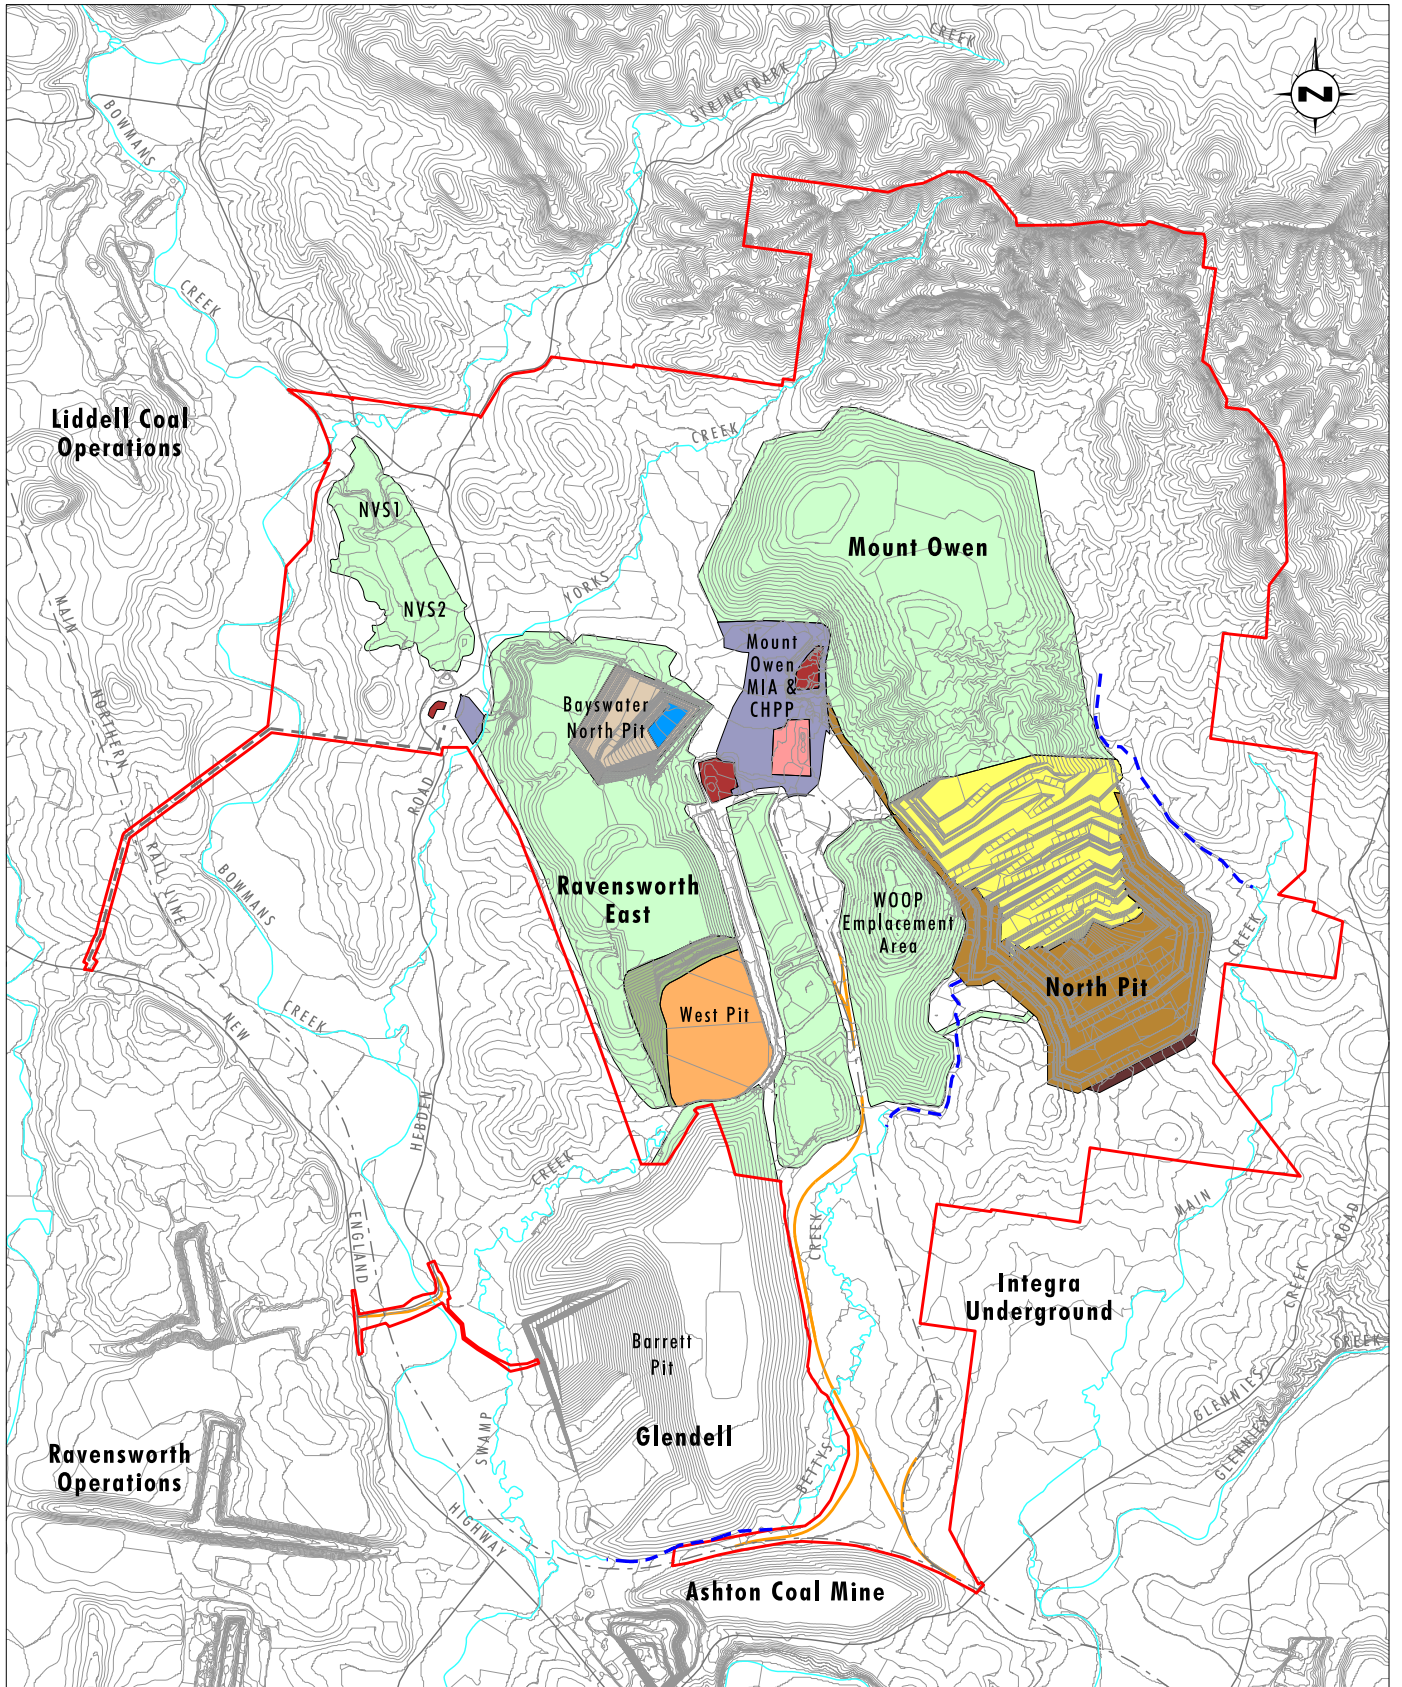 CREEK
STRINGYBARK
N
BOWMANS
CREEK
Liddell Coal
Operations
CREEK
NVS1
Mount Owen
NVS2
YORKS
MAIN
NORTHERN
RAIL LINE
Mount
Owen
MIA &
CHPP
Bayswater
North Pit
ROAD
BOWMANS
Ravensworth
East
WOOP
Emplacement
Area
CREEK
North Pit
West Pit
NEW
CREEK
HEBDEN
CREEK
MAIN
ENGLAND
CREEK
ROAD
Integra
Underground
CREEK
CREEK
Barrett
Pit
GLENNIES
GLENNIES
Glendell
SWAMP
BETTYS
Ravensworth
Operations
HIGHWAY
Ashton Coal Mine